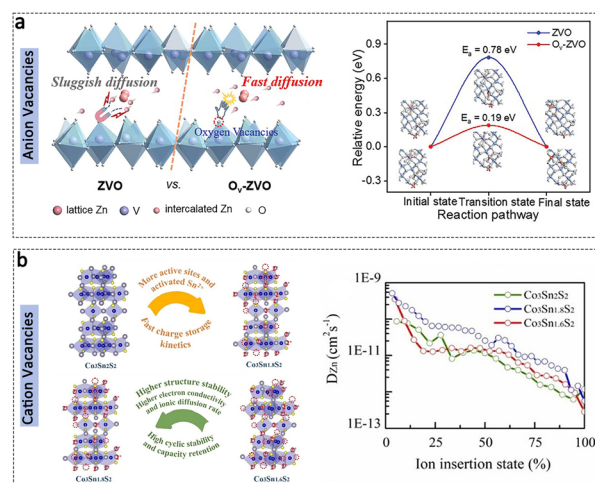 a
Anion Vacancies
Sluggish diffusion
Fast diffusion
Oxygen Vacancies
ZVO
vs.
Ov-ZVO
lattice Zn
V
intercalated Zn
O
Relative energy (eV)
0.9
0.6
0.3
0.0
-0.3
ZVO
Ov-ZVO
Ea = 0.78 eV
Ea = 0.19 eV
Initial state
Transition state
Final state
Reaction pathway
b
Cation Vacancies
More active sites and
activated Sn2+
Fast charge storage
kinetics
Co3Sn2S2
Co3Sn1.8S2
Higher structure stability
Higher electron conductivity
and ionic diffusion rate
High cyclic stability
and capacity retention
Co3Sn1.8S2
Co3Sn1.6S2
DZn (cm2s-1)
1E-9
1E-11
1E-13
Co3Sn2S2
Co3Sn1.8S2
Co3Sn1.6S2
0
25
50
75
100
Ion insertion state (%)